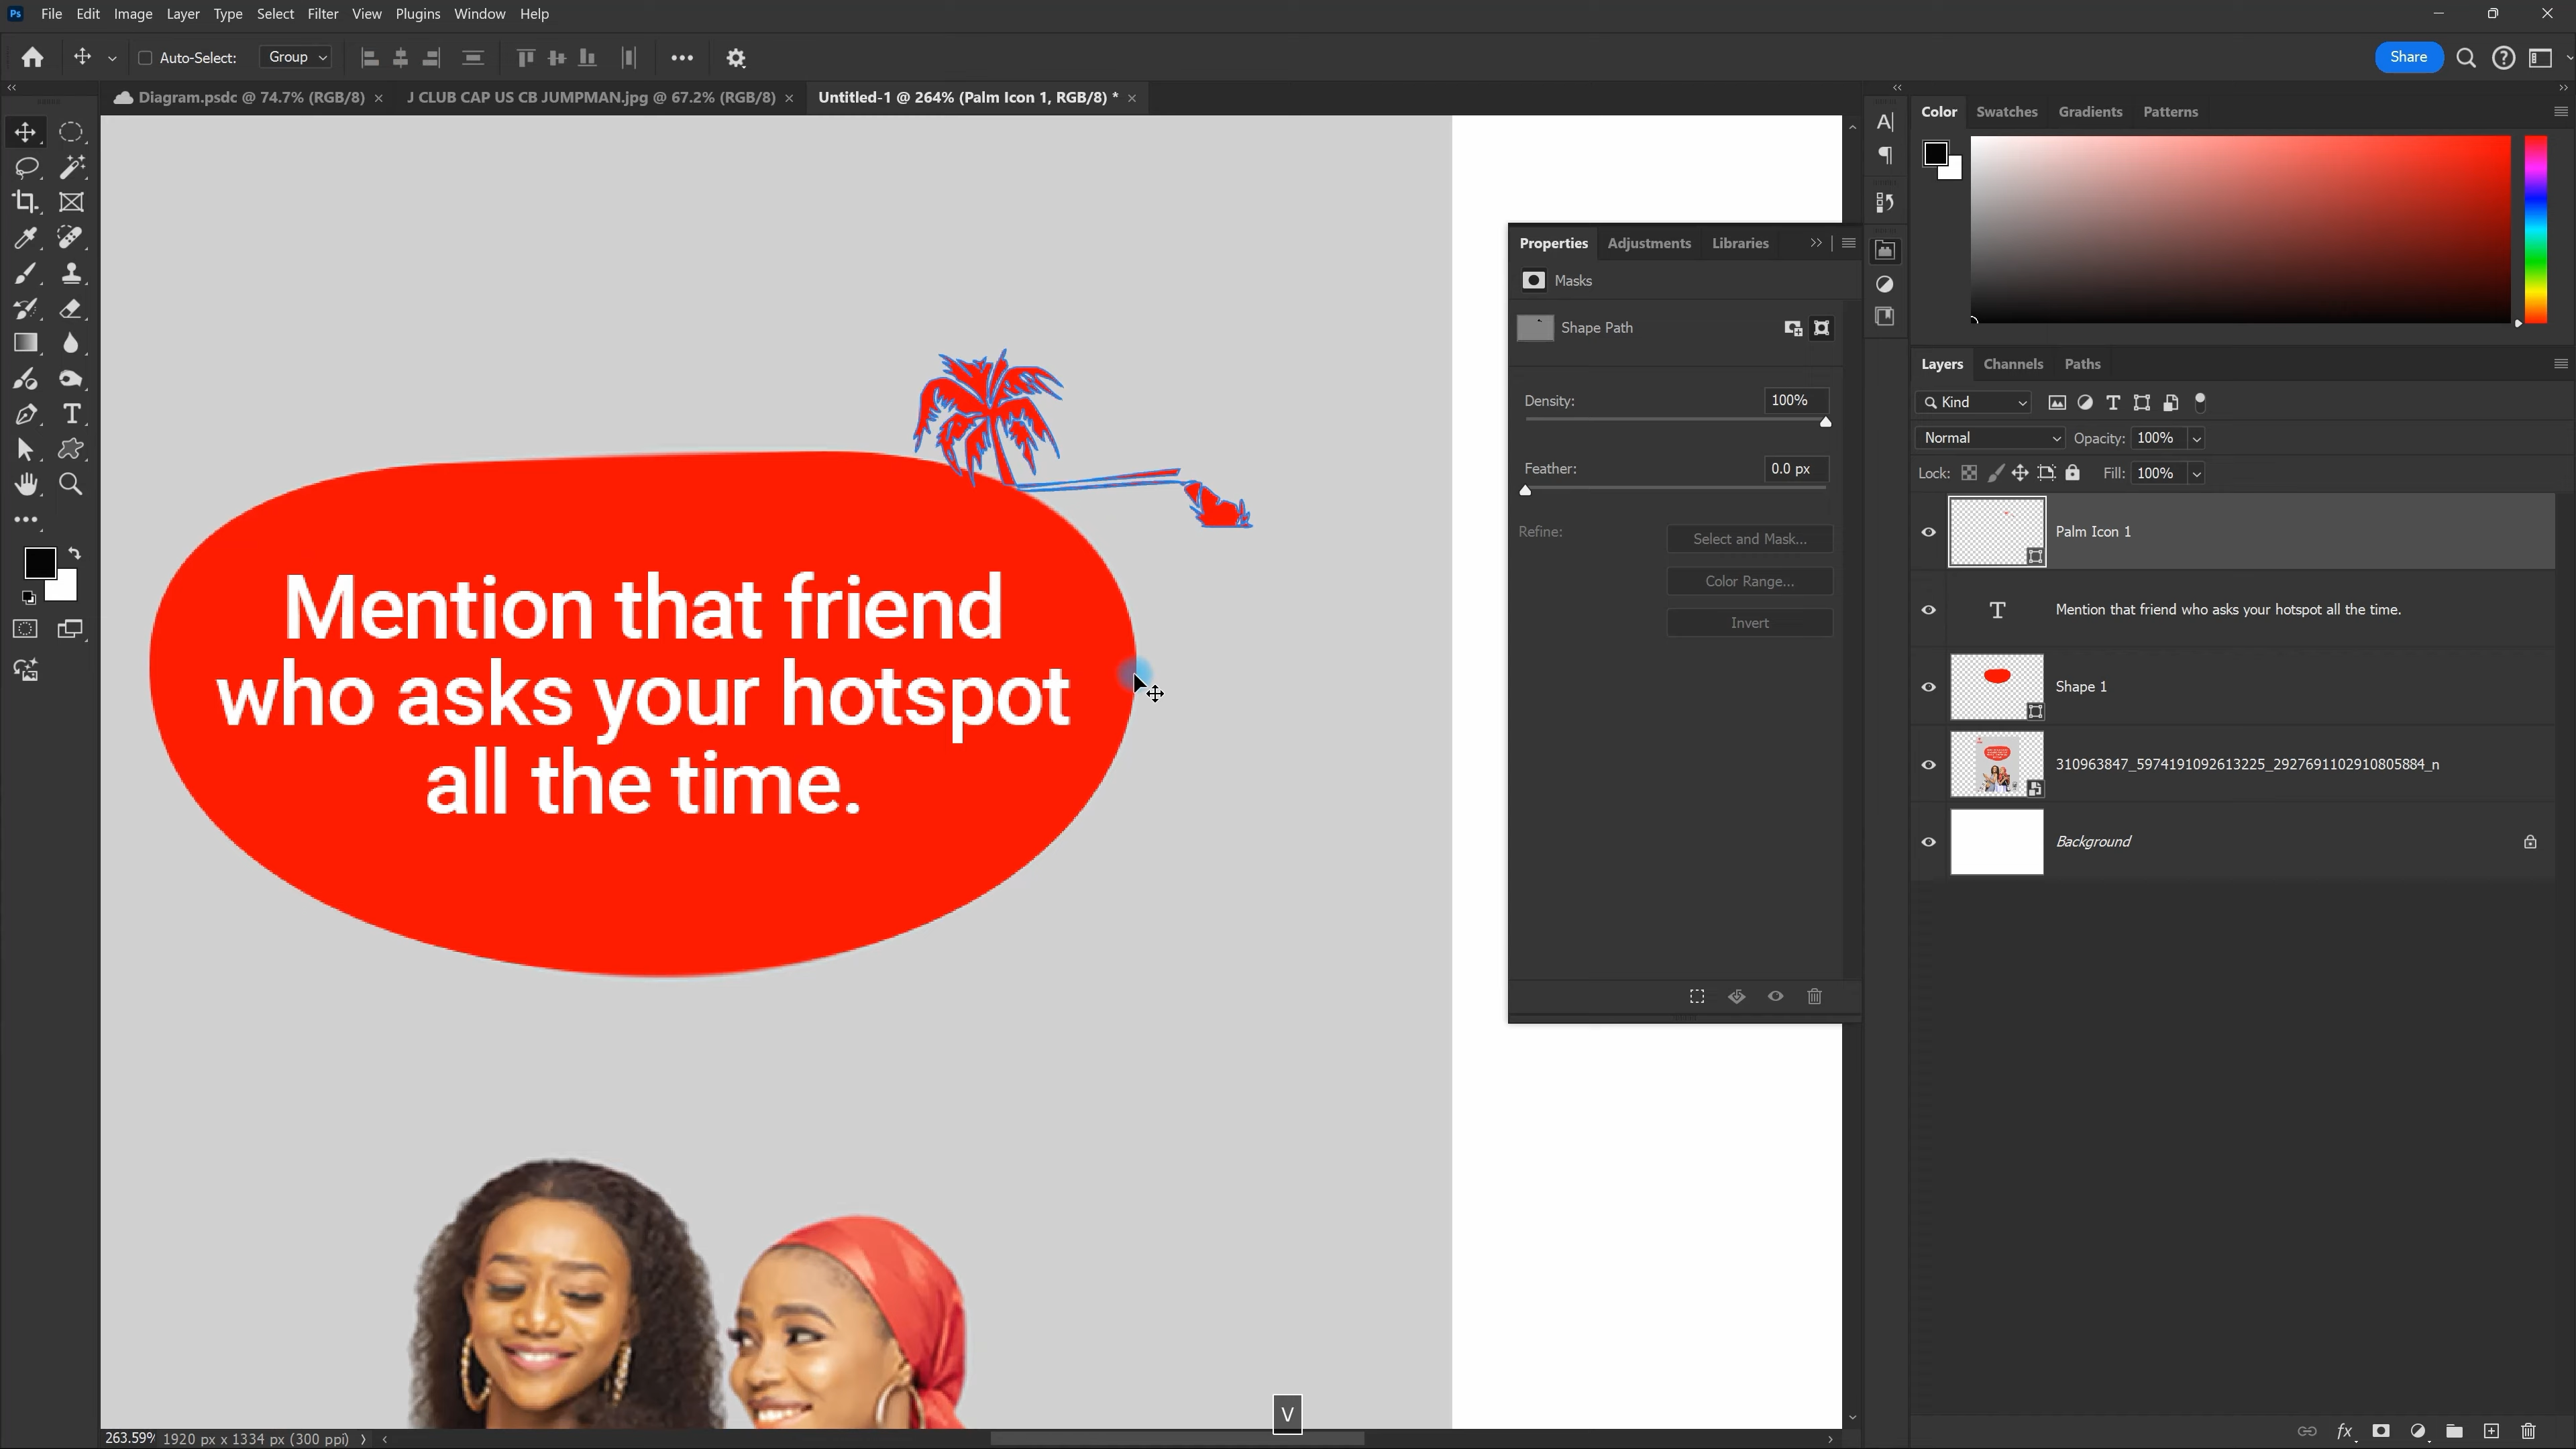 Ps File Edit Image Layer Type Select Filter View Plugins Window Help
Auto-Select: Group Share
Diagram.psdc @ 74.7% (RGB/8) J CLUB CAP US CB JUMPMAN.jpg @ 67.2% (RGB/8) Untitled-1 @ 264% (Palm Icon 1, RGB/8) *
Color Swatches Gradients Patterns
Properties Adjustments Libraries
Masks
Shape Path
Density: 100%
Feather: 0.0 px
Refine: Select and Mask...
Color Range...
Invert
Layers Channels Paths
Kind
Normal Opacity: 100%
Lock: Fill: 100%
Palm Icon 1
Mention that friend who asks your hotspot all the time.
Shape 1
310963847_5974191092613225_2927691102910805884_n
Background
Mention that friend
who asks your hotspot
all the time.
V
263.59% 1920 px x 1334 px (300 ppi)
fx